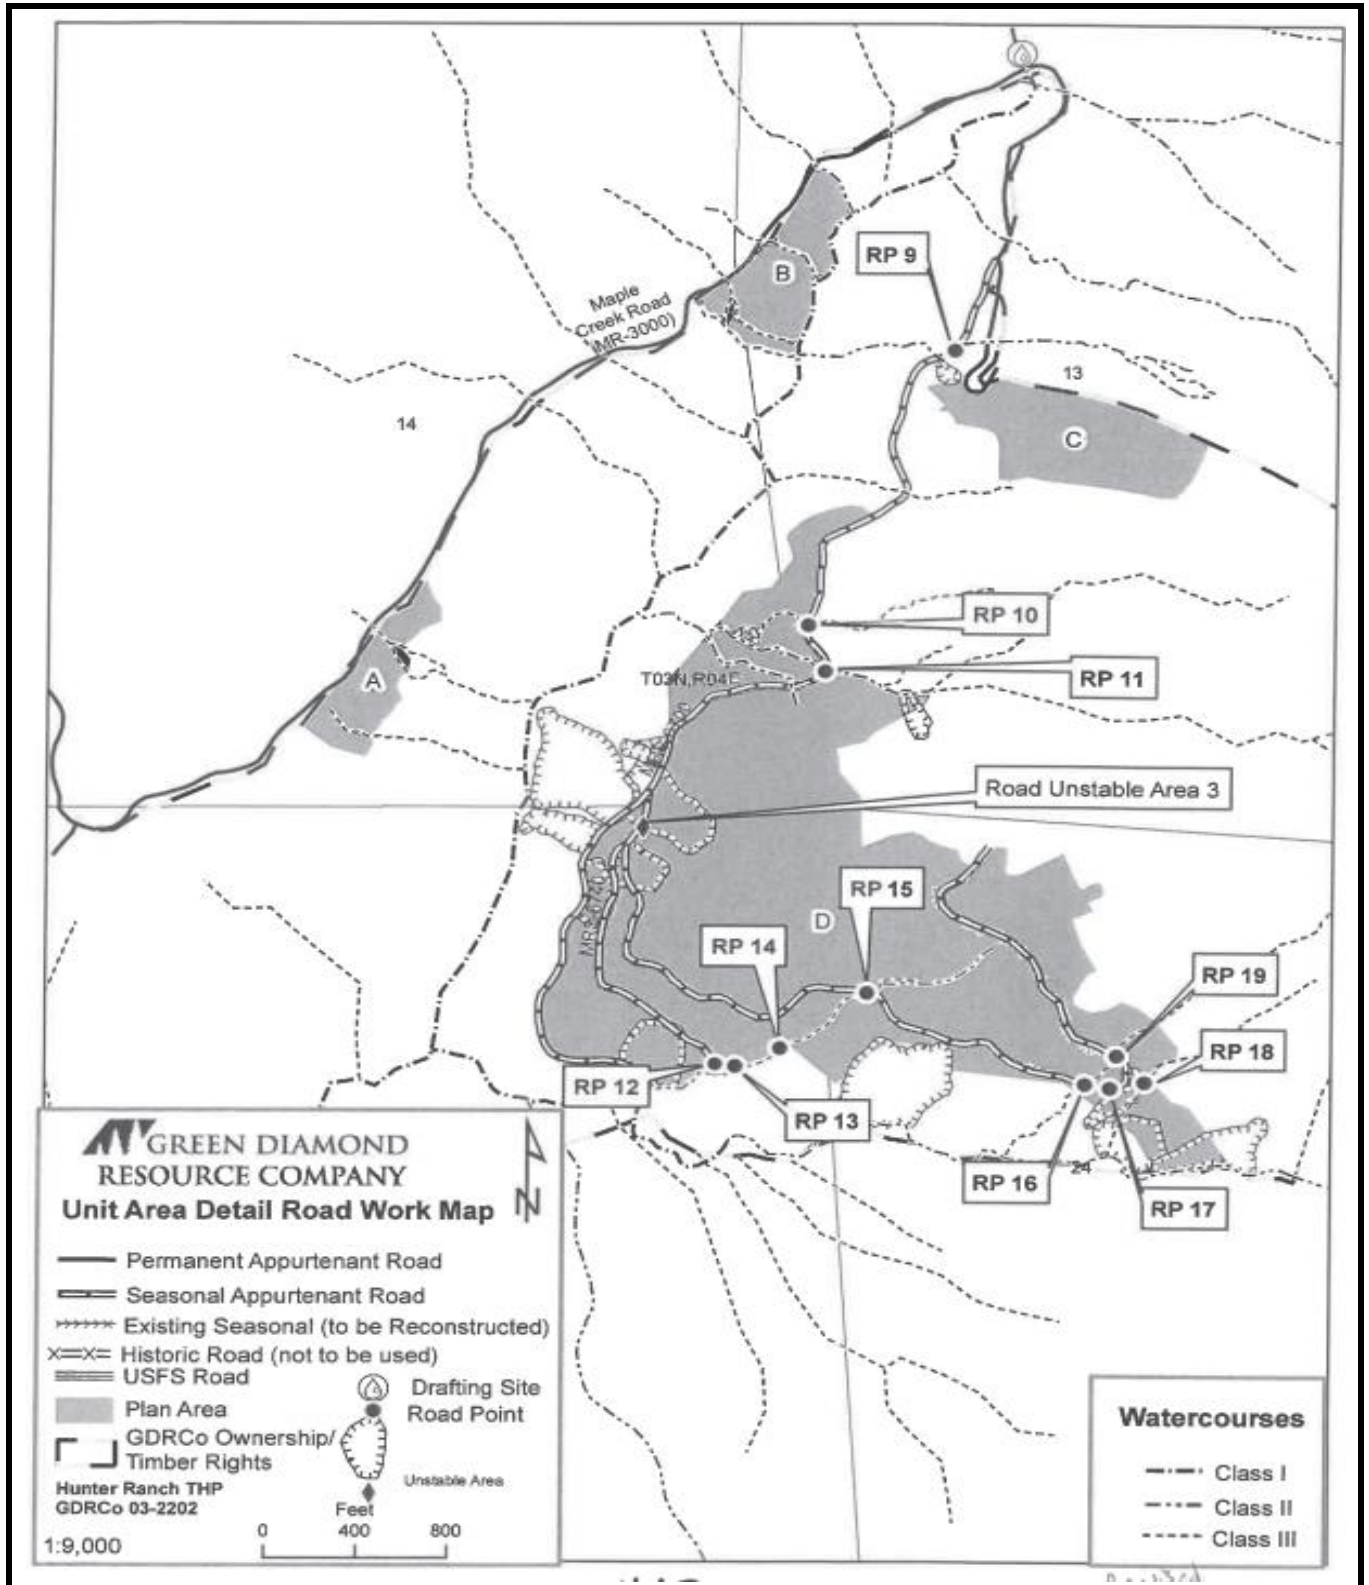 B
RP 9
Maple
Creek Road
(MR-3000)
13
14
C
RP 10
T03N,R04E
RP 11
A
Road Unstable Area 3
RP 15
D
RP 14
RP 19
RP 18
RP 12
RP 13
24
RP 16
RP 17
GREEN DIAMOND
RESOURCE COMPANY
Unit Area Detail Road Work Map
N
Permanent Appurtenant Road
Seasonal Appurtenant Road
Existing Seasonal (to be Reconstructed)
Historic Road (not to be used)
USFS Road
Drafting Site
Plan Area
Road Point
GDRCo Ownership/
Timber Rights
Unstable Area
Hunter Ranch THP
GDRCo 03-2202
Feet
0 400 800
1:9,000
Watercourses
Class I
Class II
Class III